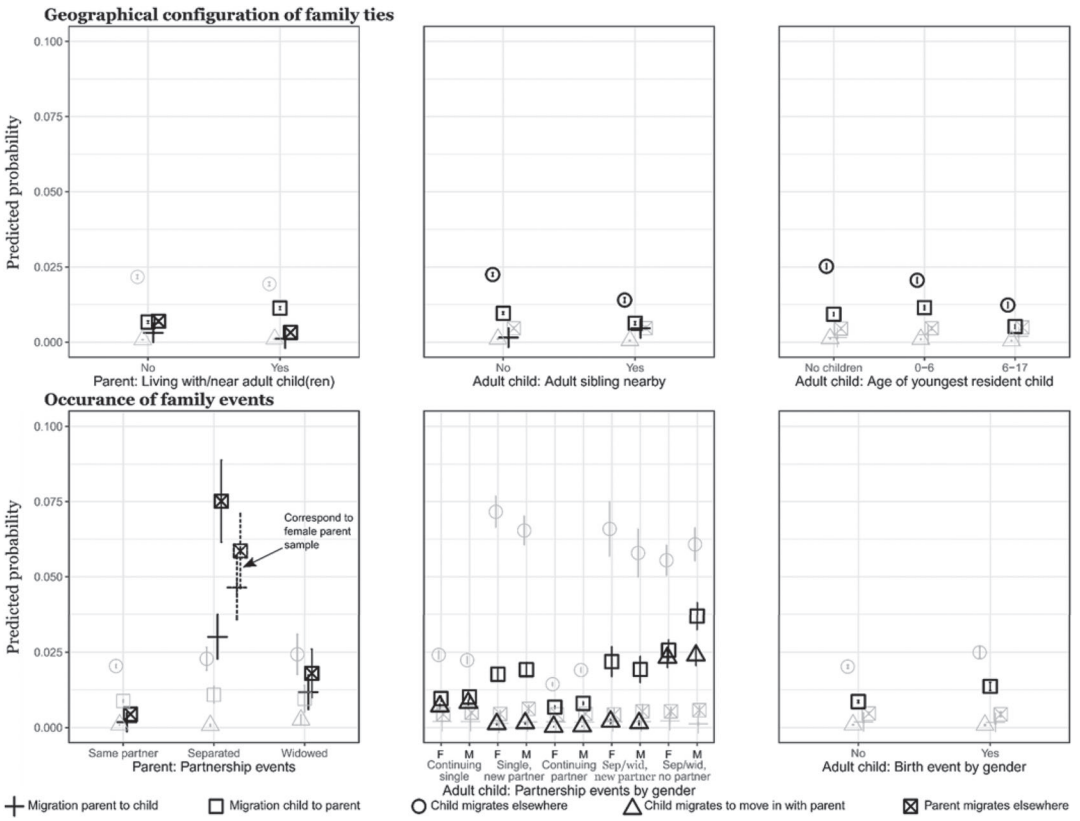 Geographical configuration of family ties
Predicted probability
0.100
0.075
0.050
0.025
0.000
No
Yes
Parent: Living with/near adult child(ren)
No
Yes
Adult child: Adult sibling nearby
No children
0-6
6-17
Adult child: Age of youngest resident child
Occurance of family events
Predicted probability
0.100
0.075
0.050
0.025
0.000
Correspond to
female parent
sample
Same partner
Separated
Widowed
Parent: Partnership events
F M F M F M F M F M
Continuing Single, Continuing Sep/wid, Sep/wid,
single new partner partner new partner no partner
Adult child: Partnership events by gender
No
Yes
Adult child: Birth event by gender
Migration parent to child
Migration child to parent
Child migrates elsewhere
Child migrates to move in with parent
Parent migrates elsewhere